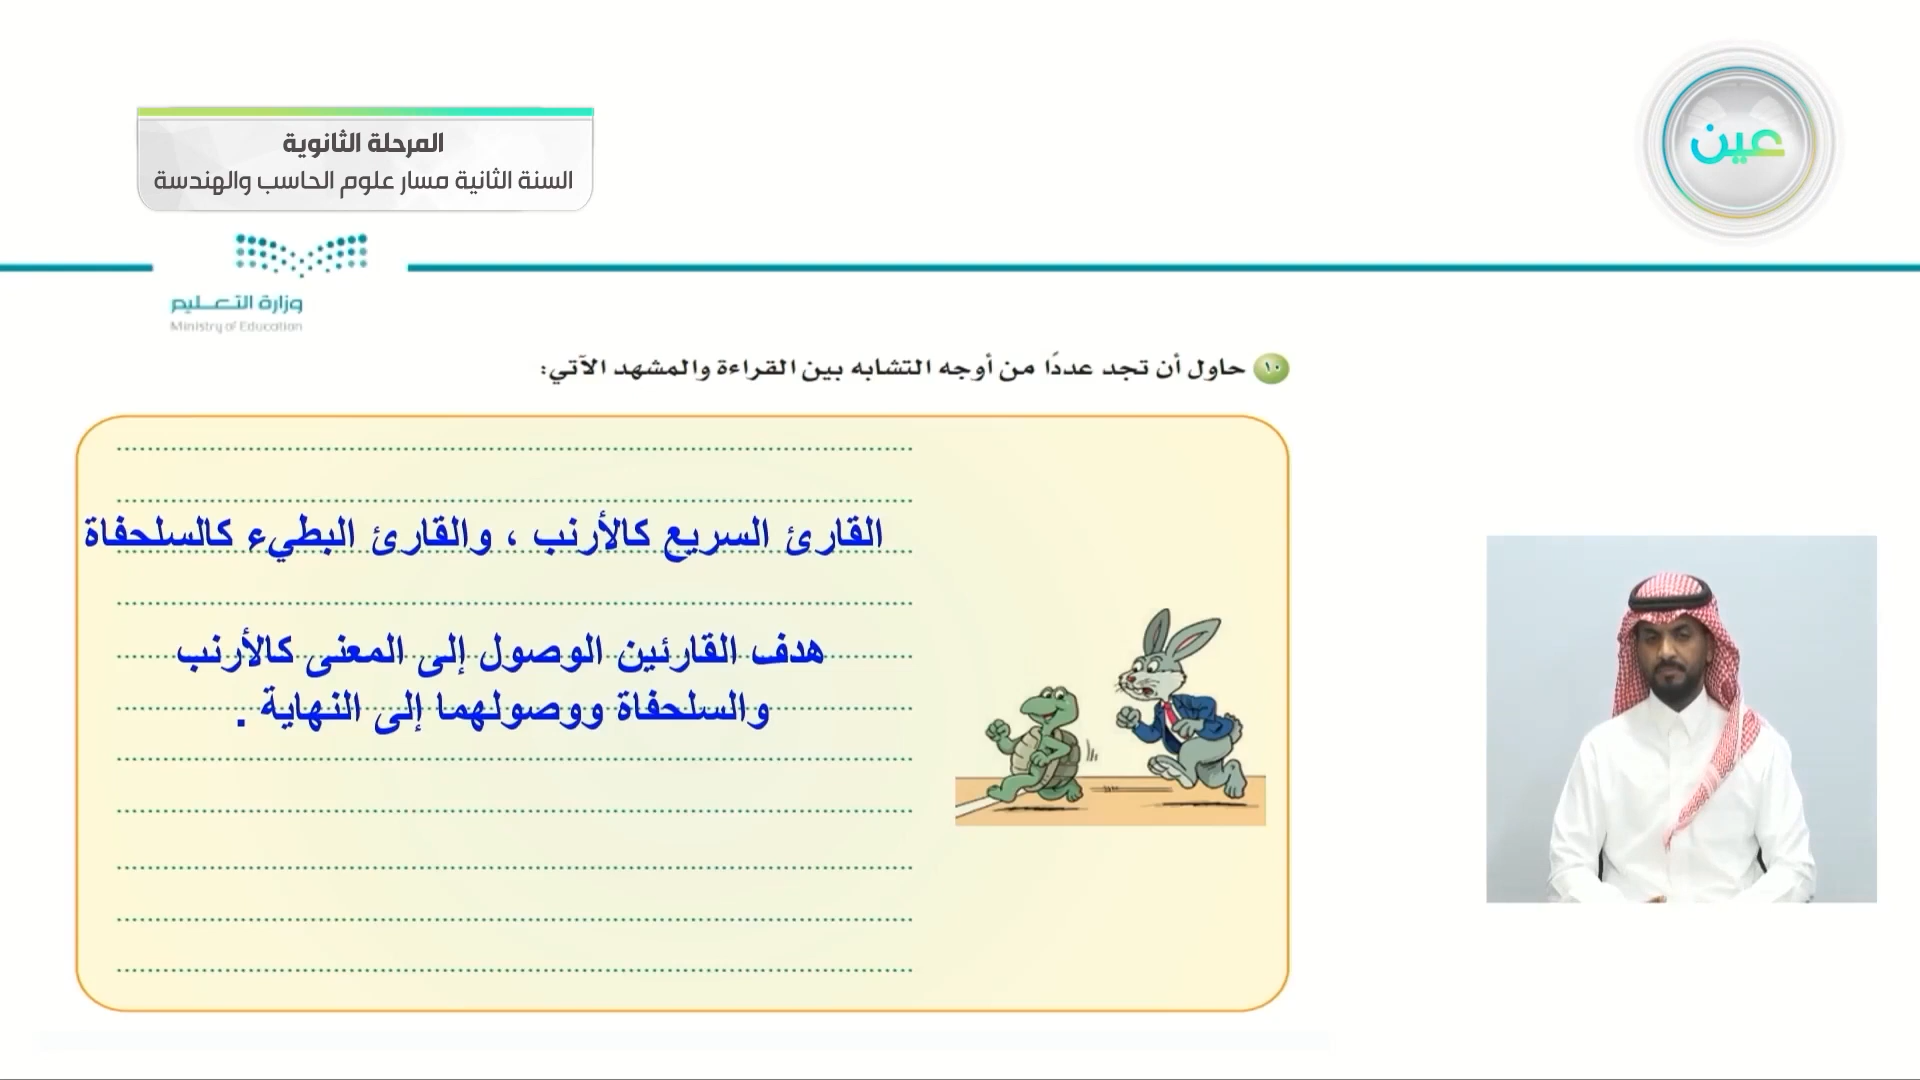 المرحلة الثانوية
السنة الثانية مسار علوم الحاسب والهندسة
عين
وزارة التعليم
Ministry of Education
١٠ حاول أن تجد عددًا من أوجه التشابه بين القراءة والمشهد الآتي:
القارئ السريع كالأرنب ، والقارئ البطيء كالسلحفاة
هدف القارئين الوصول إلى المعنى كالأرنب
والسلحفاة ووصولهما إلى النهاية .